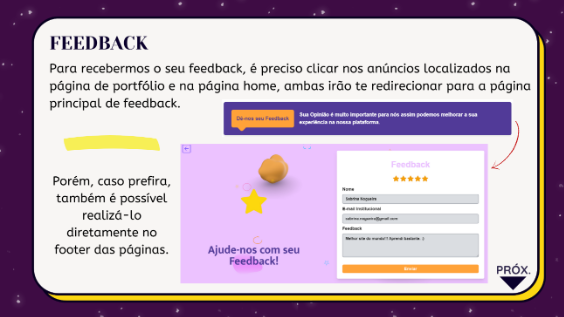 FEEDBACK
Para recebermos o seu feedback, é preciso clicar nos anúncios localizados na
página de portfólio e na página home, ambas irão te redirecionar para a página
principal de feedback.
Dê-nos seu Feedback
Sua Opinião é muito importante para nós assim podemos melhorar a sua
experiência na nossa plataforma.
Porém, caso prefira,
também é possível
realizá-lo
diretamente no
footer das páginas.
Ajude-nos com seu
Feedback!
Feedback
Nome
Sabrina Nogueira
E-mail Institucional
sabrina.nogueira@gmail.com
Feedback
Melhor site do mundo!!! Aprendi bastante. :)
Enviar
PRÓX.